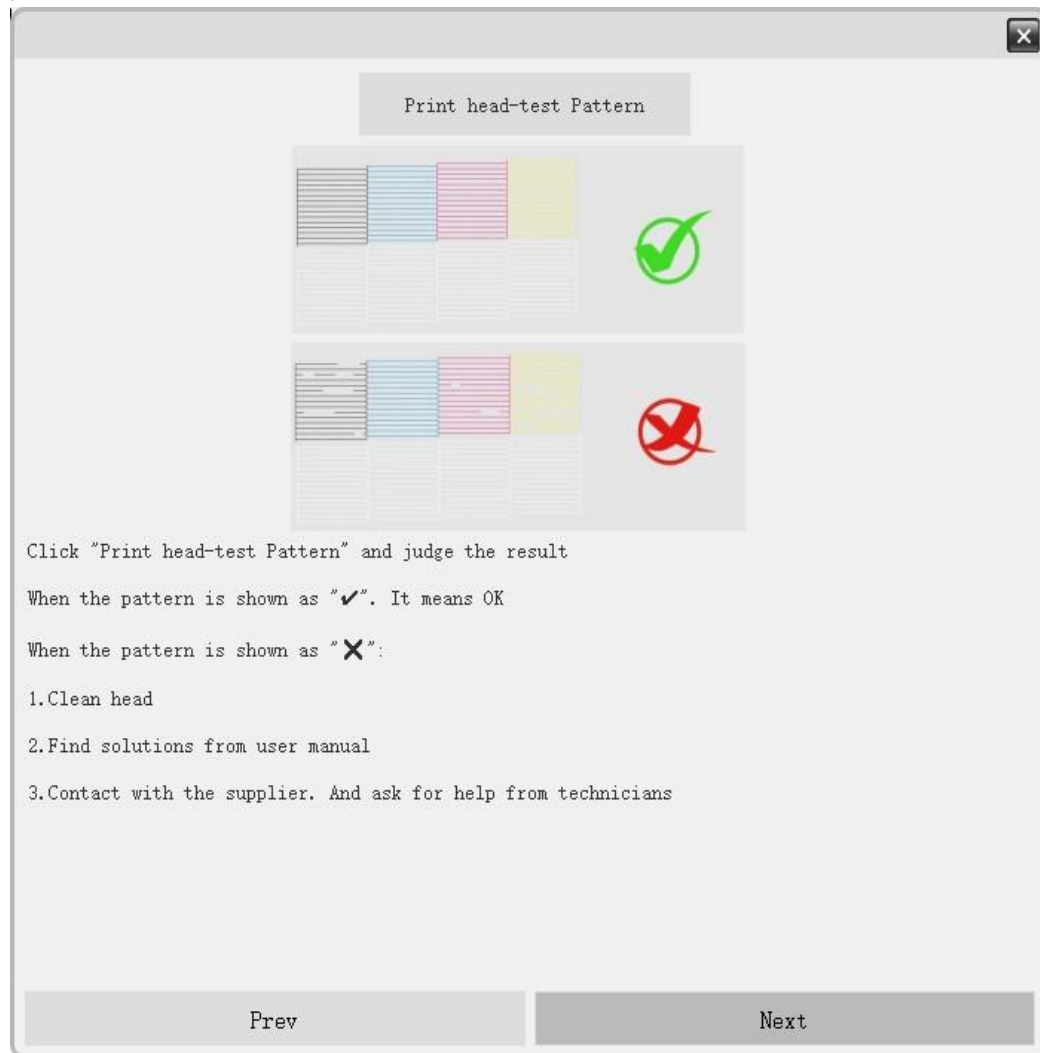 Print head-test Pattern
Click "Print head-test Pattern" and judge the result
When the pattern is shown as "✔". It means OK
When the pattern is shown as "✖":
1.Clean head
2.Find solutions from user manual
3.Contact with the supplier. And ask for help from technicians
Prev
Next